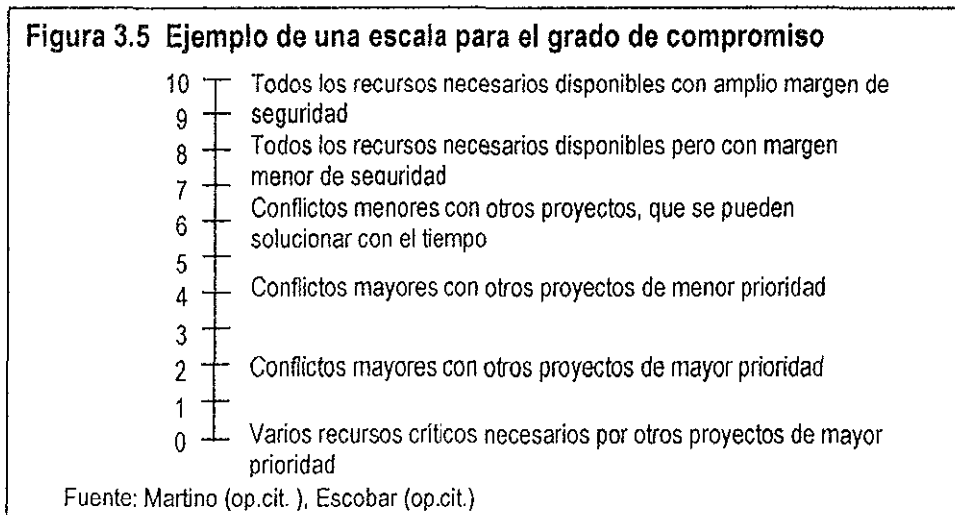 Figura 3.5 Ejemplo de una escala para el grado de compromiso
10 Todos los recursos necesarios disponibles con amplio margen de
9 seguridad
8 Todos los recursos necesarios disponibles pero con margen
7 menor de seguridad
Conflictos menores con otros proyectos, que se pueden
6 solucionar con el tiempo
5
4 Conflictos mayores con otros proyectos de menor prioridad
3
2 Conflictos mayores con otros proyectos de mayor prioridad
1
0 Varios recursos críticos necesarios por otros proyectos de mayor
prioridad
Fuente: Martino (op.cit. ), Escobar (op.cit.)